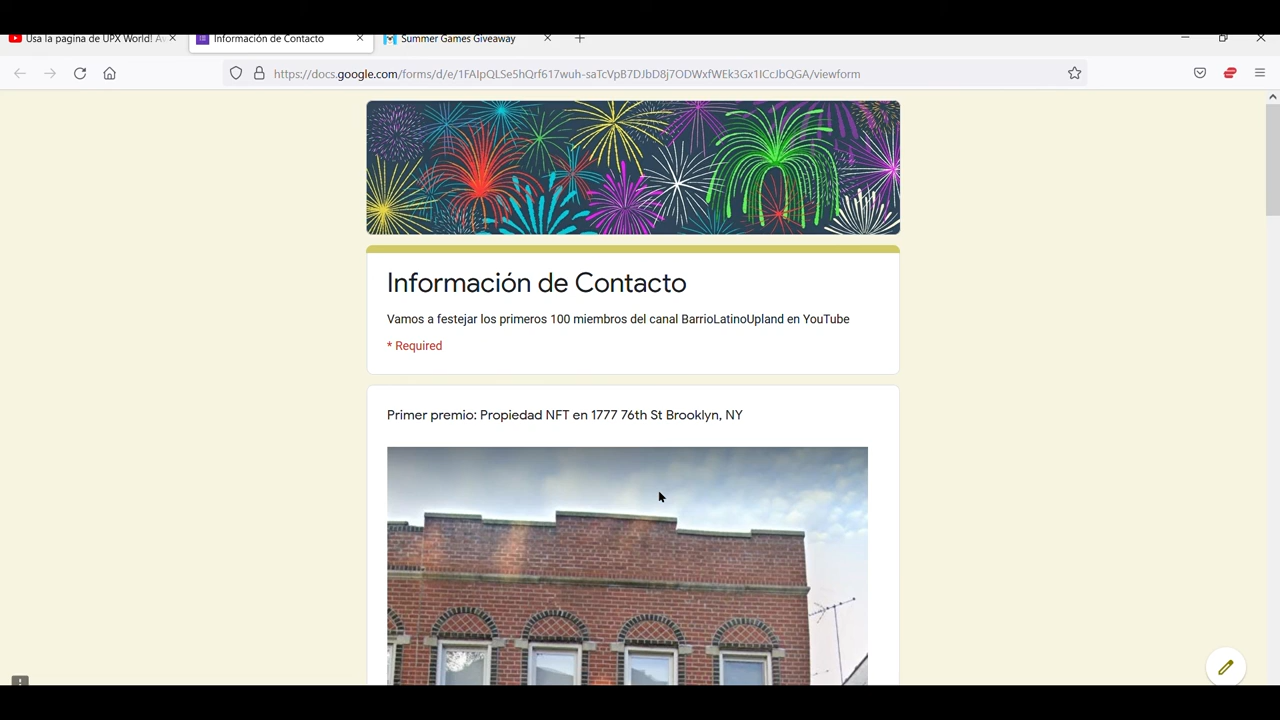 Usa la pagina de UPX World! Av
Información de Contacto
Summer Games Giveaway
https://docs.google.com/forms/d/e/1FAIpQLSe5hQrf617wuh-saTcVpB7DJbD8j7ODWxfWEk3Gx1ICcJbQGA/viewform
Información de Contacto
Vamos a festejar los primeros 100 miembros del canal BarrioLatinoUpland en YouTube
* Required
Primer premio: Propiedad NFT en 1777 76th St Brooklyn, NY